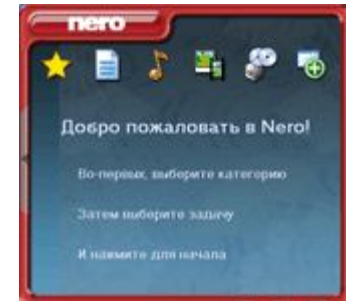 nero
Добро пожаловать в Nero!
Во-первых, выберите категорию
Затем выберите задачу
И нажмите для начала